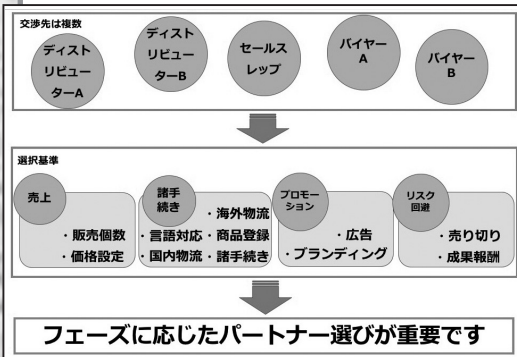 交渉先は複数
ディスト
リビュー
ターA
ディスト
リビュー
ターB
セールス
レップ
バイヤー
A
バイヤー
B
選択基準
売上
・販売個数
・価格設定
諸手
続き
・海外物流
・言語対応 ・商品登録
・国内物流 ・諸手続き
プロモー
ション
・広告
・ブランディング
リスク
回避
・売り切り
・成果報酬
フェーズに応じたパートナー選びが重要です